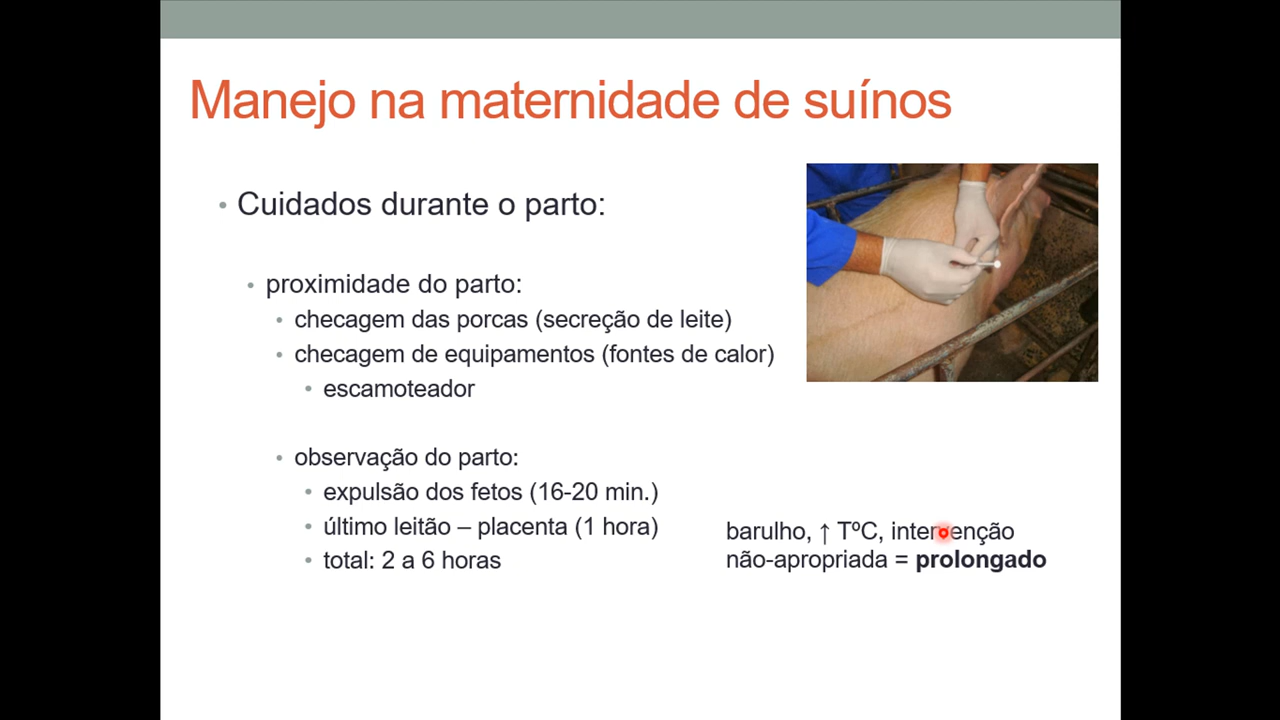 Manejo na maternidade de suínos
• Cuidados durante o parto:
• proximidade do parto:
• checagem das porcas (secreção de leite)
• checagem de equipamentos (fontes de calor)
• escamoteador
• observação do parto:
• expulsão dos fetos (16-20 min.)
• último leitão – placenta (1 hora)
• total: 2 a 6 horas
barulho, ↑ TºC, intervenção
não-apropriada = prolongado